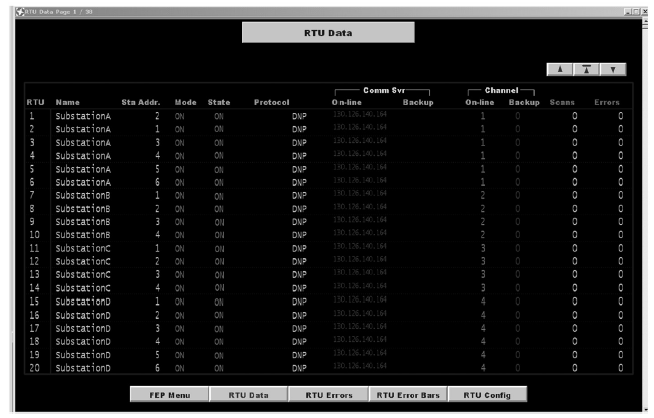 RTU Data Page 1 / 30
RTU Data
Comm Svr Channel
RTU Name Sta Addr. Mode State Protocol On-line Backup On-line Backup Scans Errors
1 SubstationA 2 ON ON DNP 130.126.140.164 1 0 0 0
2 SubstationA 1 ON ON DNP 130.126.140.164 1 0 0 0
3 SubstationA 3 ON ON DNP 130.126.140.164 1 0 0 0
4 SubstationA 4 ON ON DNP 130.126.140.164 1 0 0 0
5 SubstationA 5 ON ON DNP 130.126.140.164 1 0 0 0
6 SubstationA 6 ON ON DNP 130.126.140.164 1 0 0 0
7 SubstationB 1 ON ON DNP 130.126.140.164 2 0 0 0
8 SubstationB 2 ON ON DNP 130.126.140.164 2 0 0 0
9 SubstationB 3 ON ON DNP 130.126.140.164 2 0 0 0
10 SubstationB 4 ON ON DNP 130.126.140.164 2 0 0 0
11 SubstationC 1 ON ON DNP 130.126.140.164 3 0 0 0
12 SubstationC 2 ON ON DNP 130.126.140.164 3 0 0 0
13 SubstationC 3 ON ON DNP 130.126.140.164 3 0 0 0
14 SubstationC 4 ON ON DNP 130.126.140.164 3 0 0 0
15 SubstationD 1 ON ON DNP 130.126.140.164 4 0 0 0
16 SubstationD 2 ON ON DNP 130.126.140.164 4 0 0 0
17 SubstationD 3 ON ON DNP 130.126.140.164 4 0 0 0
18 SubstationD 4 ON ON DNP 130.126.140.164 4 0 0 0
19 SubstationD 5 ON ON DNP 130.126.140.164 4 0 0 0
20 SubstationD 6 ON ON DNP 130.126.140.164 4 0 0 0
FEP Menu RTU Data RTU Errors RTU Error Bars RTU Config